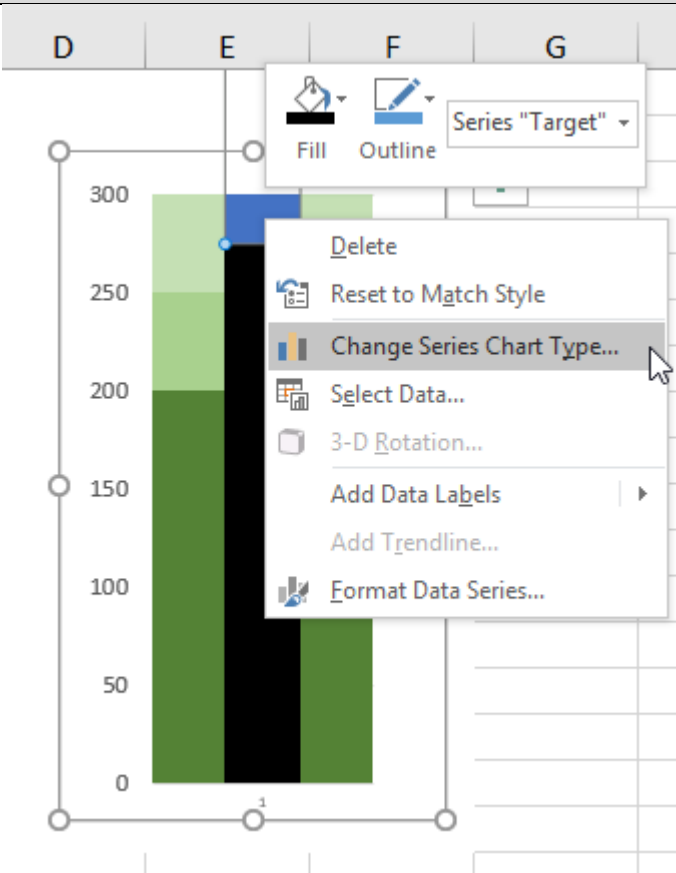 D E F G
Fill Outline Series "Target"
300
250
200
150
100
50
0
1
Delete
Reset to Match Style
Change Series Chart Type...
Select Data...
3-D Rotation...
Add Data Labels
Add Trendline...
Format Data Series...